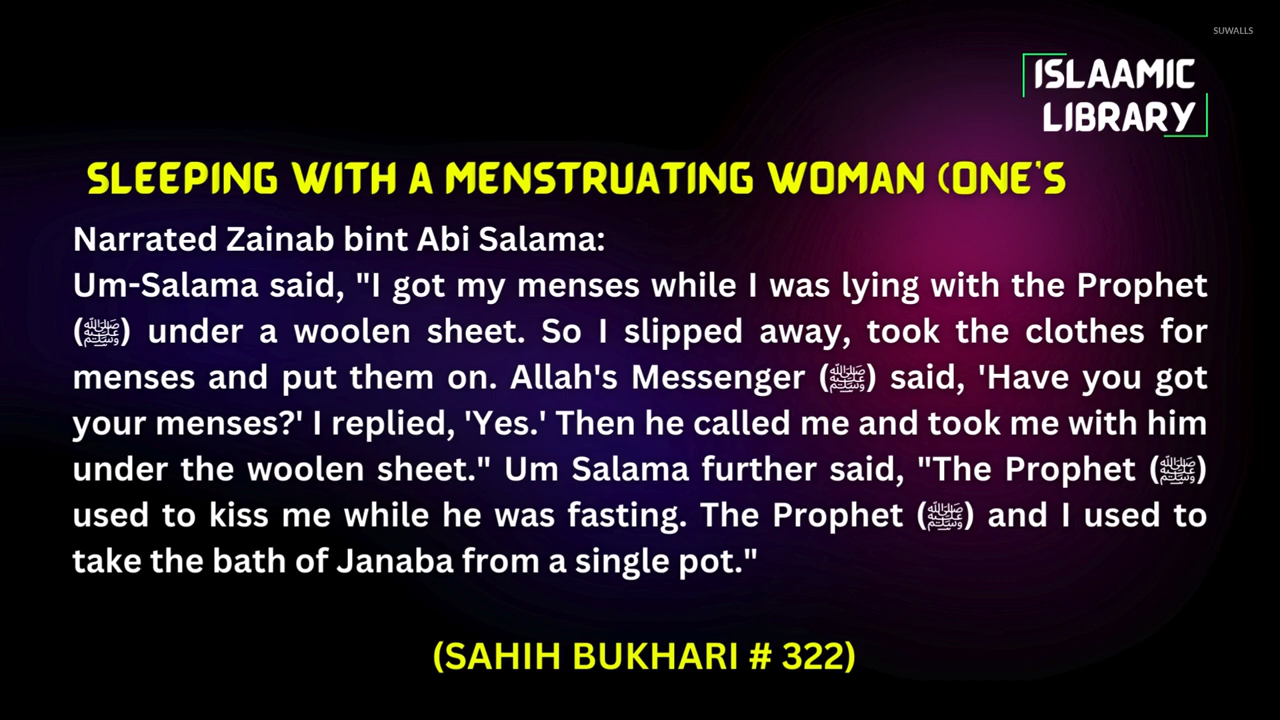 SUWALLS
ISLAAMIC
LIBRARY
SLEEPING WITH A MENSTRUATING WOMAN (ONE'S
Narrated Zainab bint Abi Salama:
Um-Salama said, "I got my menses while I was lying with the Prophet
(ﷺ) under a woolen sheet. So I slipped away, took the clothes for
menses and put them on. Allah's Messenger (ﷺ) said, 'Have you got
your menses?' I replied, 'Yes.' Then he called me and took me with him
under the woolen sheet." Um Salama further said, "The Prophet (ﷺ)
used to kiss me while he was fasting. The Prophet (ﷺ) and I used to
take the bath of Janaba from a single pot."
(SAHIH BUKHARI # 322)